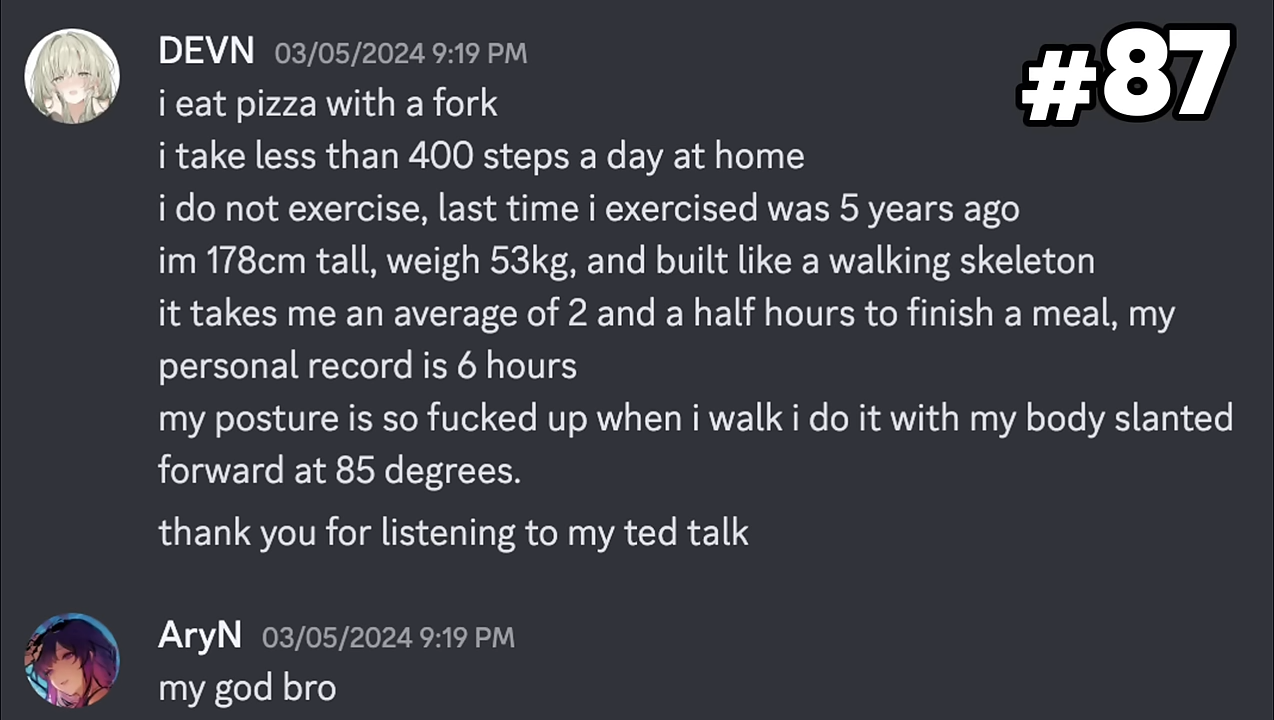 DEVN 03/05/2024 9:19 PM
#87
i eat pizza with a fork
i take less than 400 steps a day at home
i do not exercise, last time i exercised was 5 years ago
im 178cm tall, weigh 53kg, and built like a walking skeleton
it takes me an average of 2 and a half hours to finish a meal, my
personal record is 6 hours
my posture is so fucked up when i walk i do it with my body slanted
forward at 85 degrees.
thank you for listening to my ted talk
AryN 03/05/2024 9:19 PM
my god bro